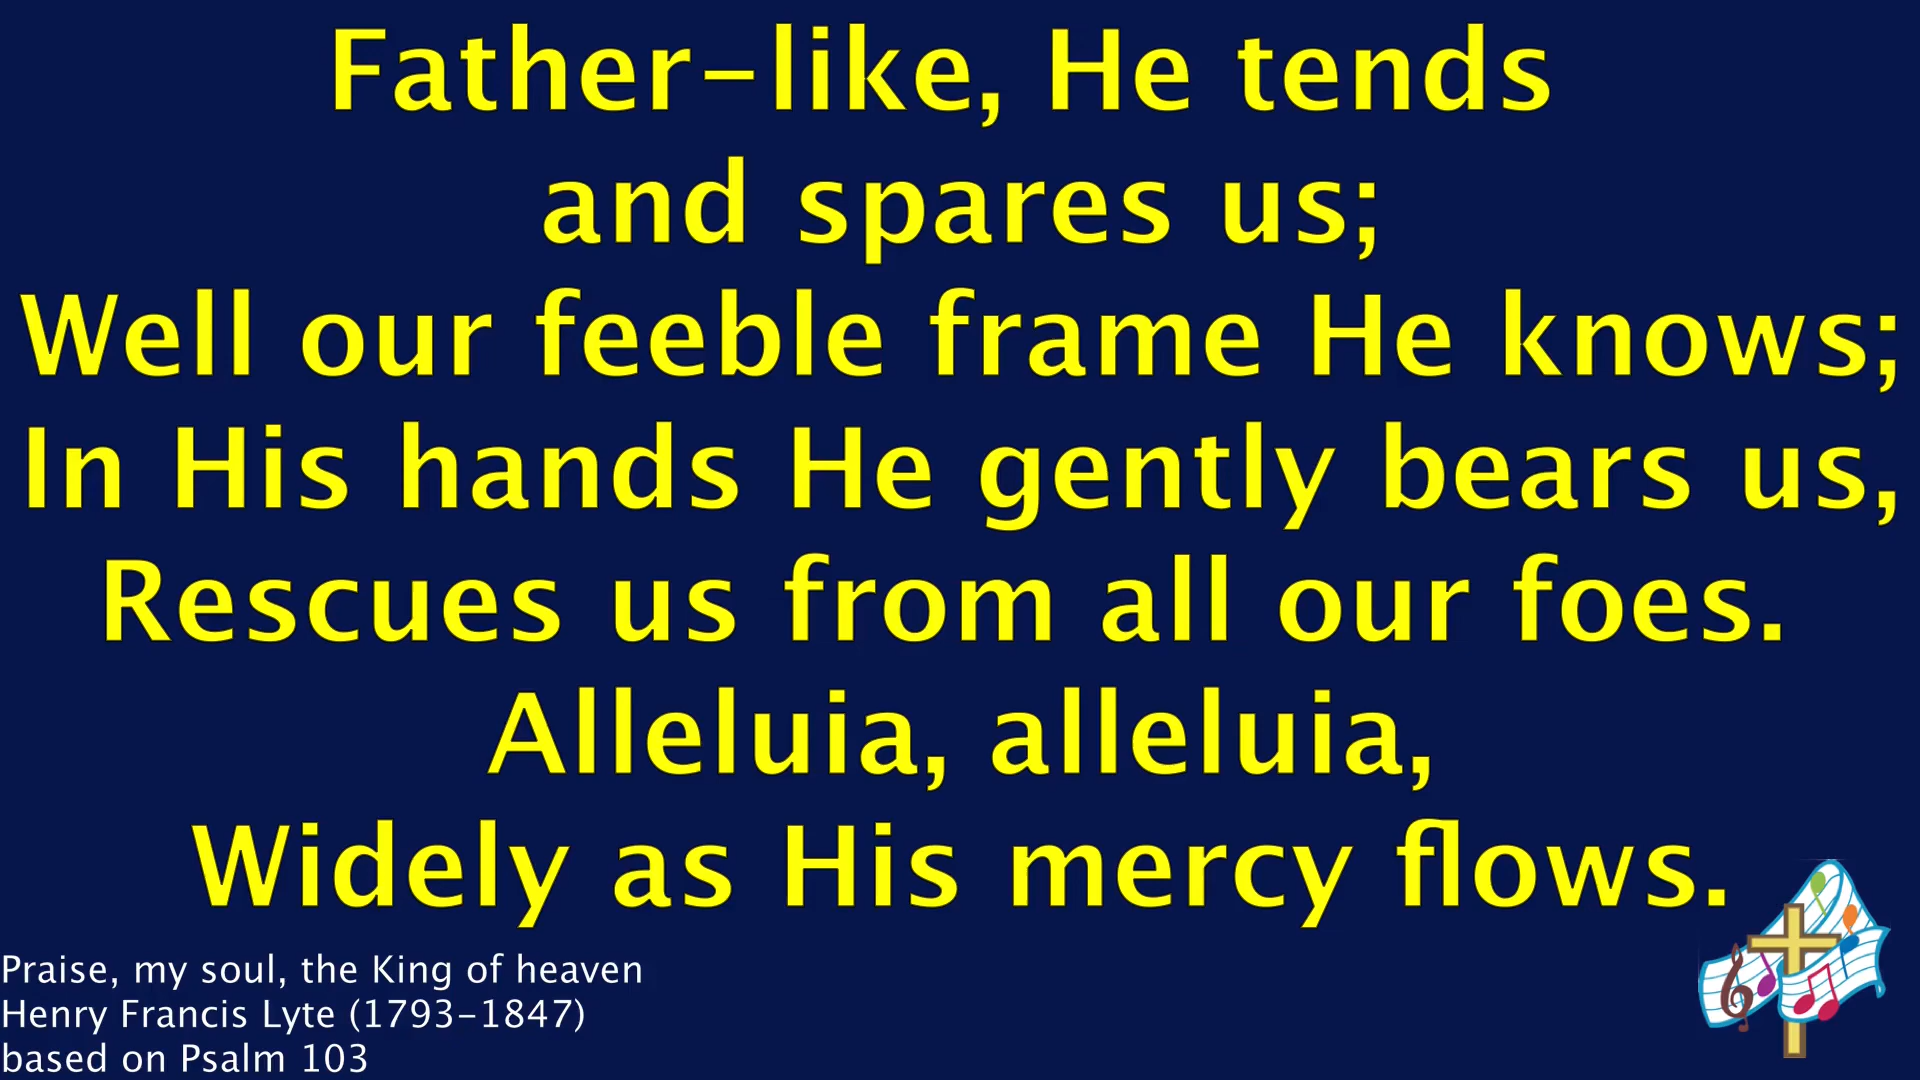 Father-like, He tends
and spares us;
Well our feeble frame He knows;
In His hands He gently bears us,
Rescues us from all our foes.
Alleluia, alleluia,
Widely as His mercy flows.
Praise, my soul, the King of heaven
Henry Francis Lyte (1793-1847)
based on Psalm 103